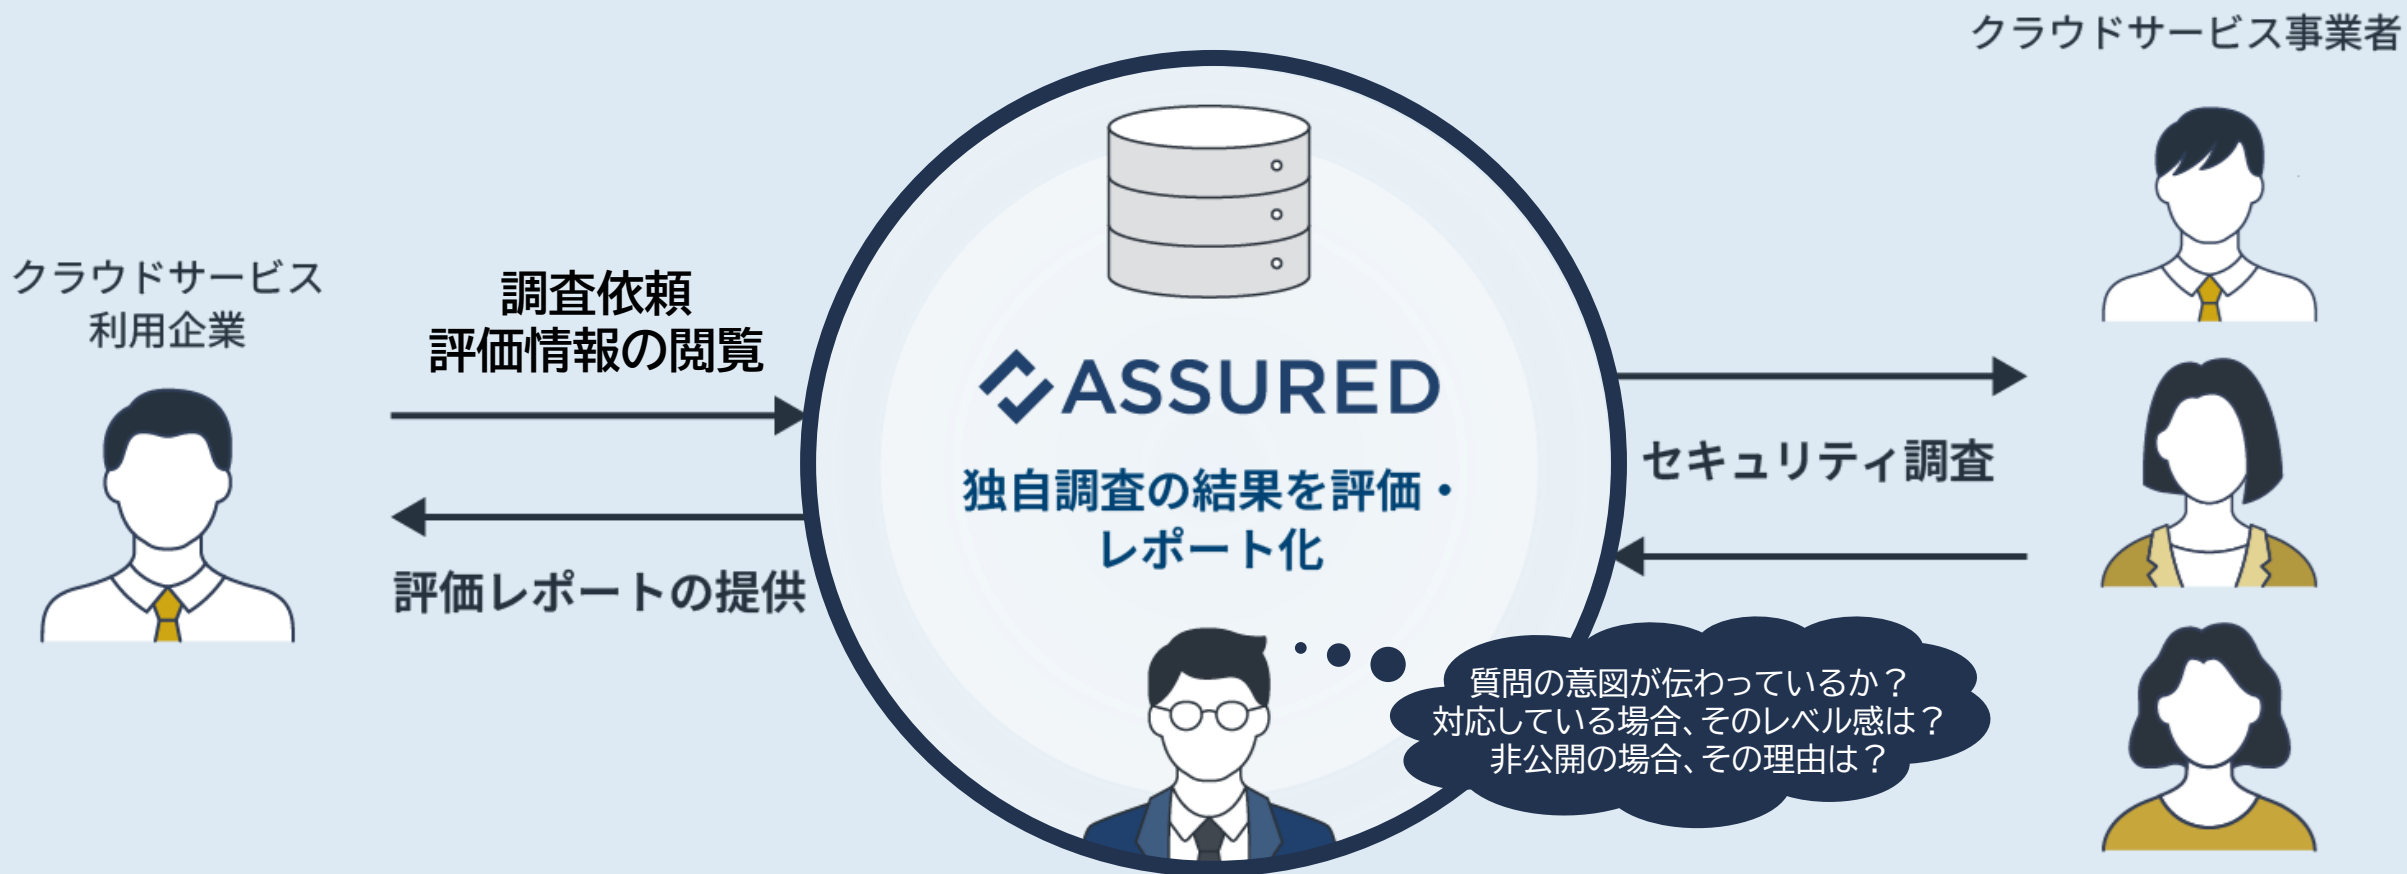 クラウドサービス事業者
クラウドサービス
利用企業
調査依頼
評価情報の閲覧
評価レポートの提供
ASSURED
独自調査の結果を評価・
レポート化
セキュリティ調査
質問の意図が伝わっているか？
対応している場合、そのレベル感は？
非公開の場合、その理由は？